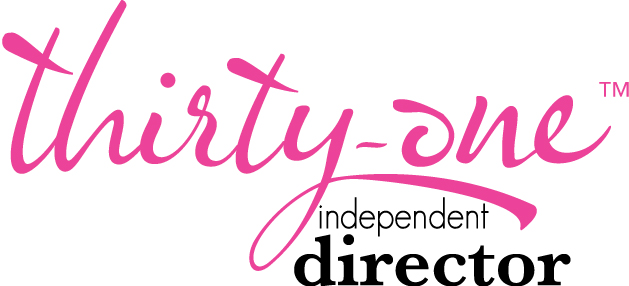 thirty-one™
independent
director